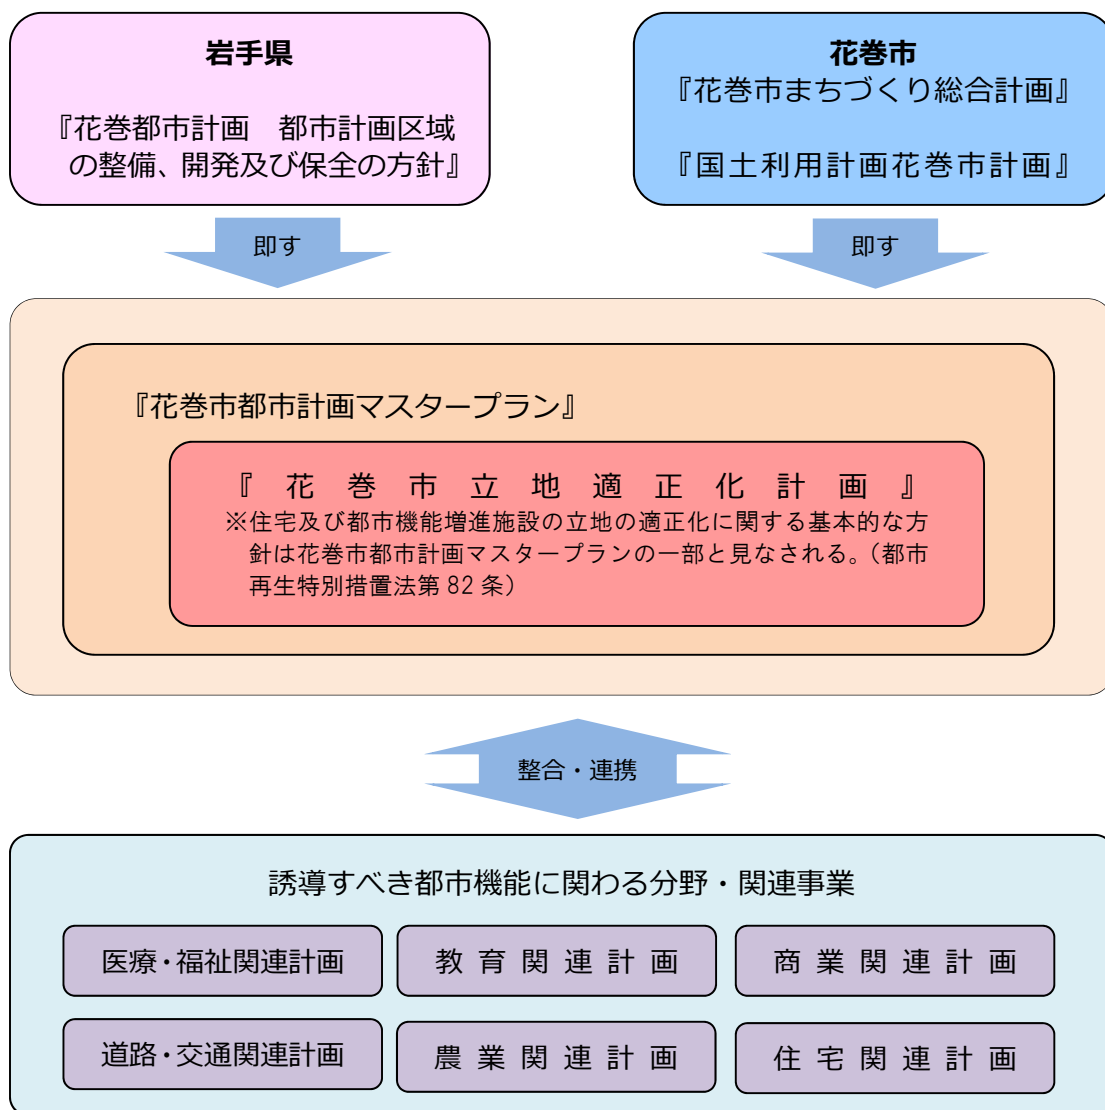 岩手県
『花巻都市計画　都市計画区域
の整備、開発及び保全の方針』
花巻市
『花巻市まちづくり総合計画』
『国土利用計画花巻市計画』
即す
即す
『花巻市都市計画マスタープラン』
『花巻市立地適正化計画』
※住宅及び都市機能増進施設の立地の適正化に関する基本的な方
針は花巻市都市計画マスタープランの一部と見なされる。（都市
再生特別措置法第 82 条）
整合・連携
誘導すべき都市機能に関わる分野・関連事業
医療・福祉関連計画
教育関連計画
商業関連計画
道路・交通関連計画
農業関連計画
住宅関連計画